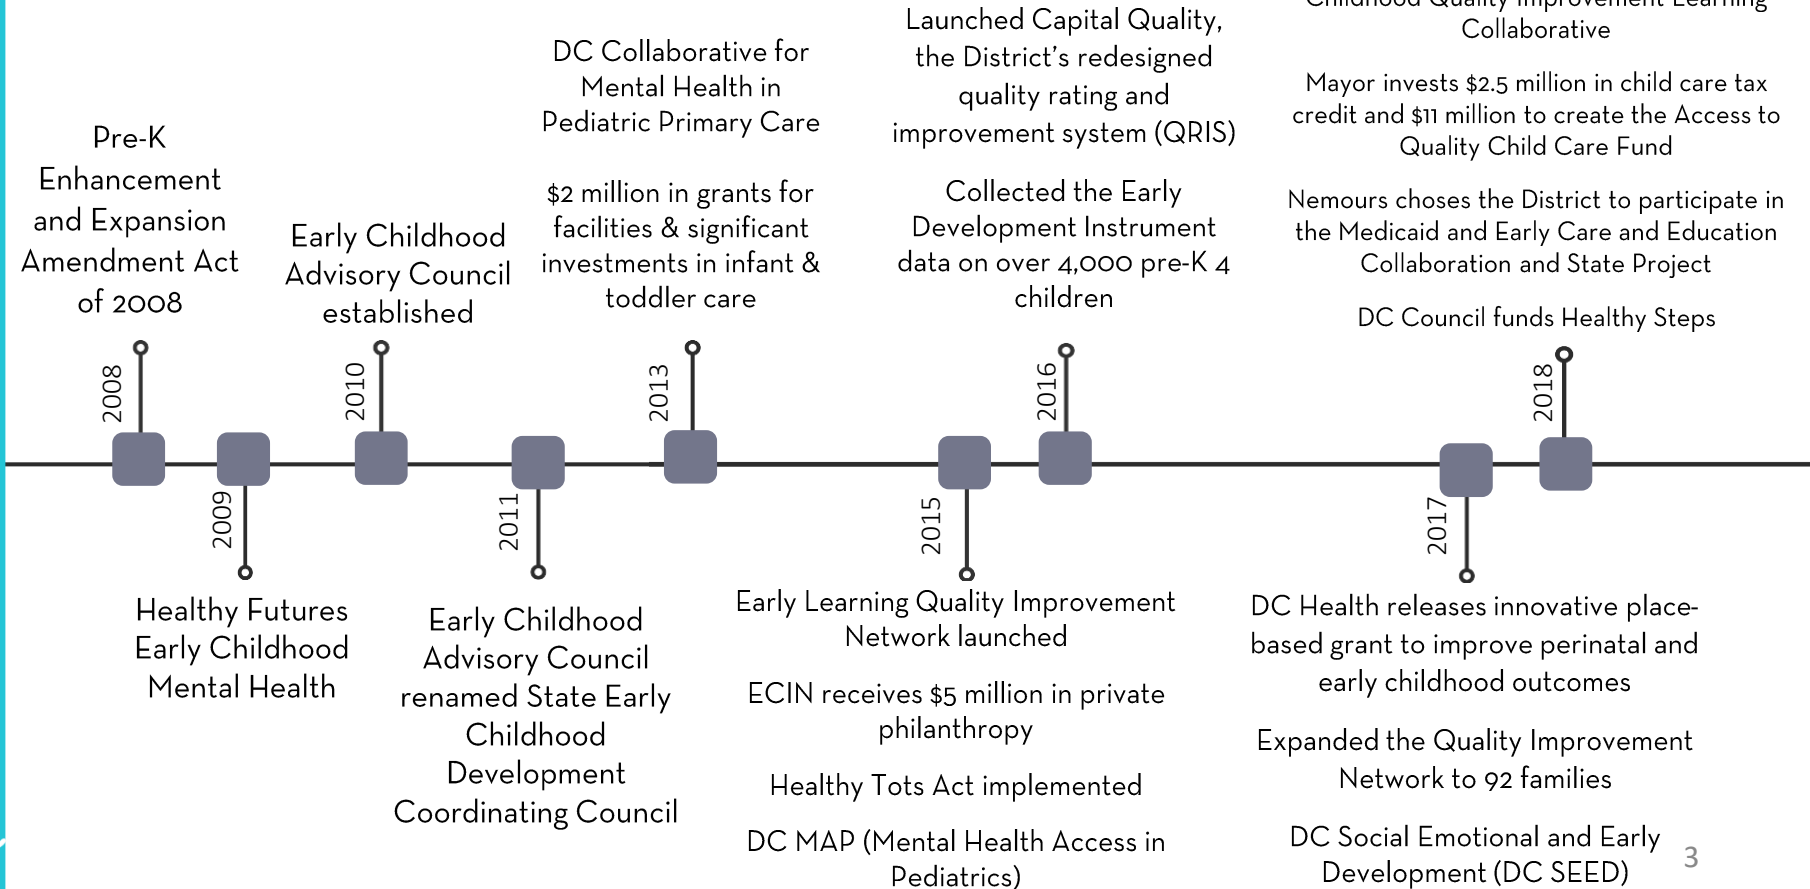 Pre-K
Enhancement
and Expansion
Amendment Act
of 2008
2008
2009
Healthy Futures
Early Childhood
Mental Health
Early Childhood
Advisory Council
established
2010
2011
Early Childhood
Advisory Council
renamed State Early
Childhood
Development
Coordinating Council
DC Collaborative for
Mental Health in
Pediatric Primary Care
$2 million in grants for
facilities & significant
investments in infant &
toddler care
2013
2015
Early Learning Quality Improvement
Network launched
ECIN receives $5 million in private
philanthropy
Healthy Tots Act implemented
DC MAP (Mental Health Access in
Pediatrics)
Launched Capital Quality,
the District's redesigned
quality rating and
improvement system (QRIS)
Collected the Early
Development Instrument
data on over 4,000 pre-K 4
children
2016
2017
DC Health releases innovative place-
based grant to improve perinatal and
early childhood outcomes
Expanded the Quality Improvement
Network to 92 families
DC Social Emotional and Early
Development (DC SEED)
Childhood Quality Improvement Learning
Collaborative
Mayor invests $2.5 million in child care tax
credit and $11 million to create the Access to
Quality Child Care Fund
Nemours choses the District to participate in
the Medicaid and Early Care and Education
Collaboration and State Project
DC Council funds Healthy Steps
2018
3